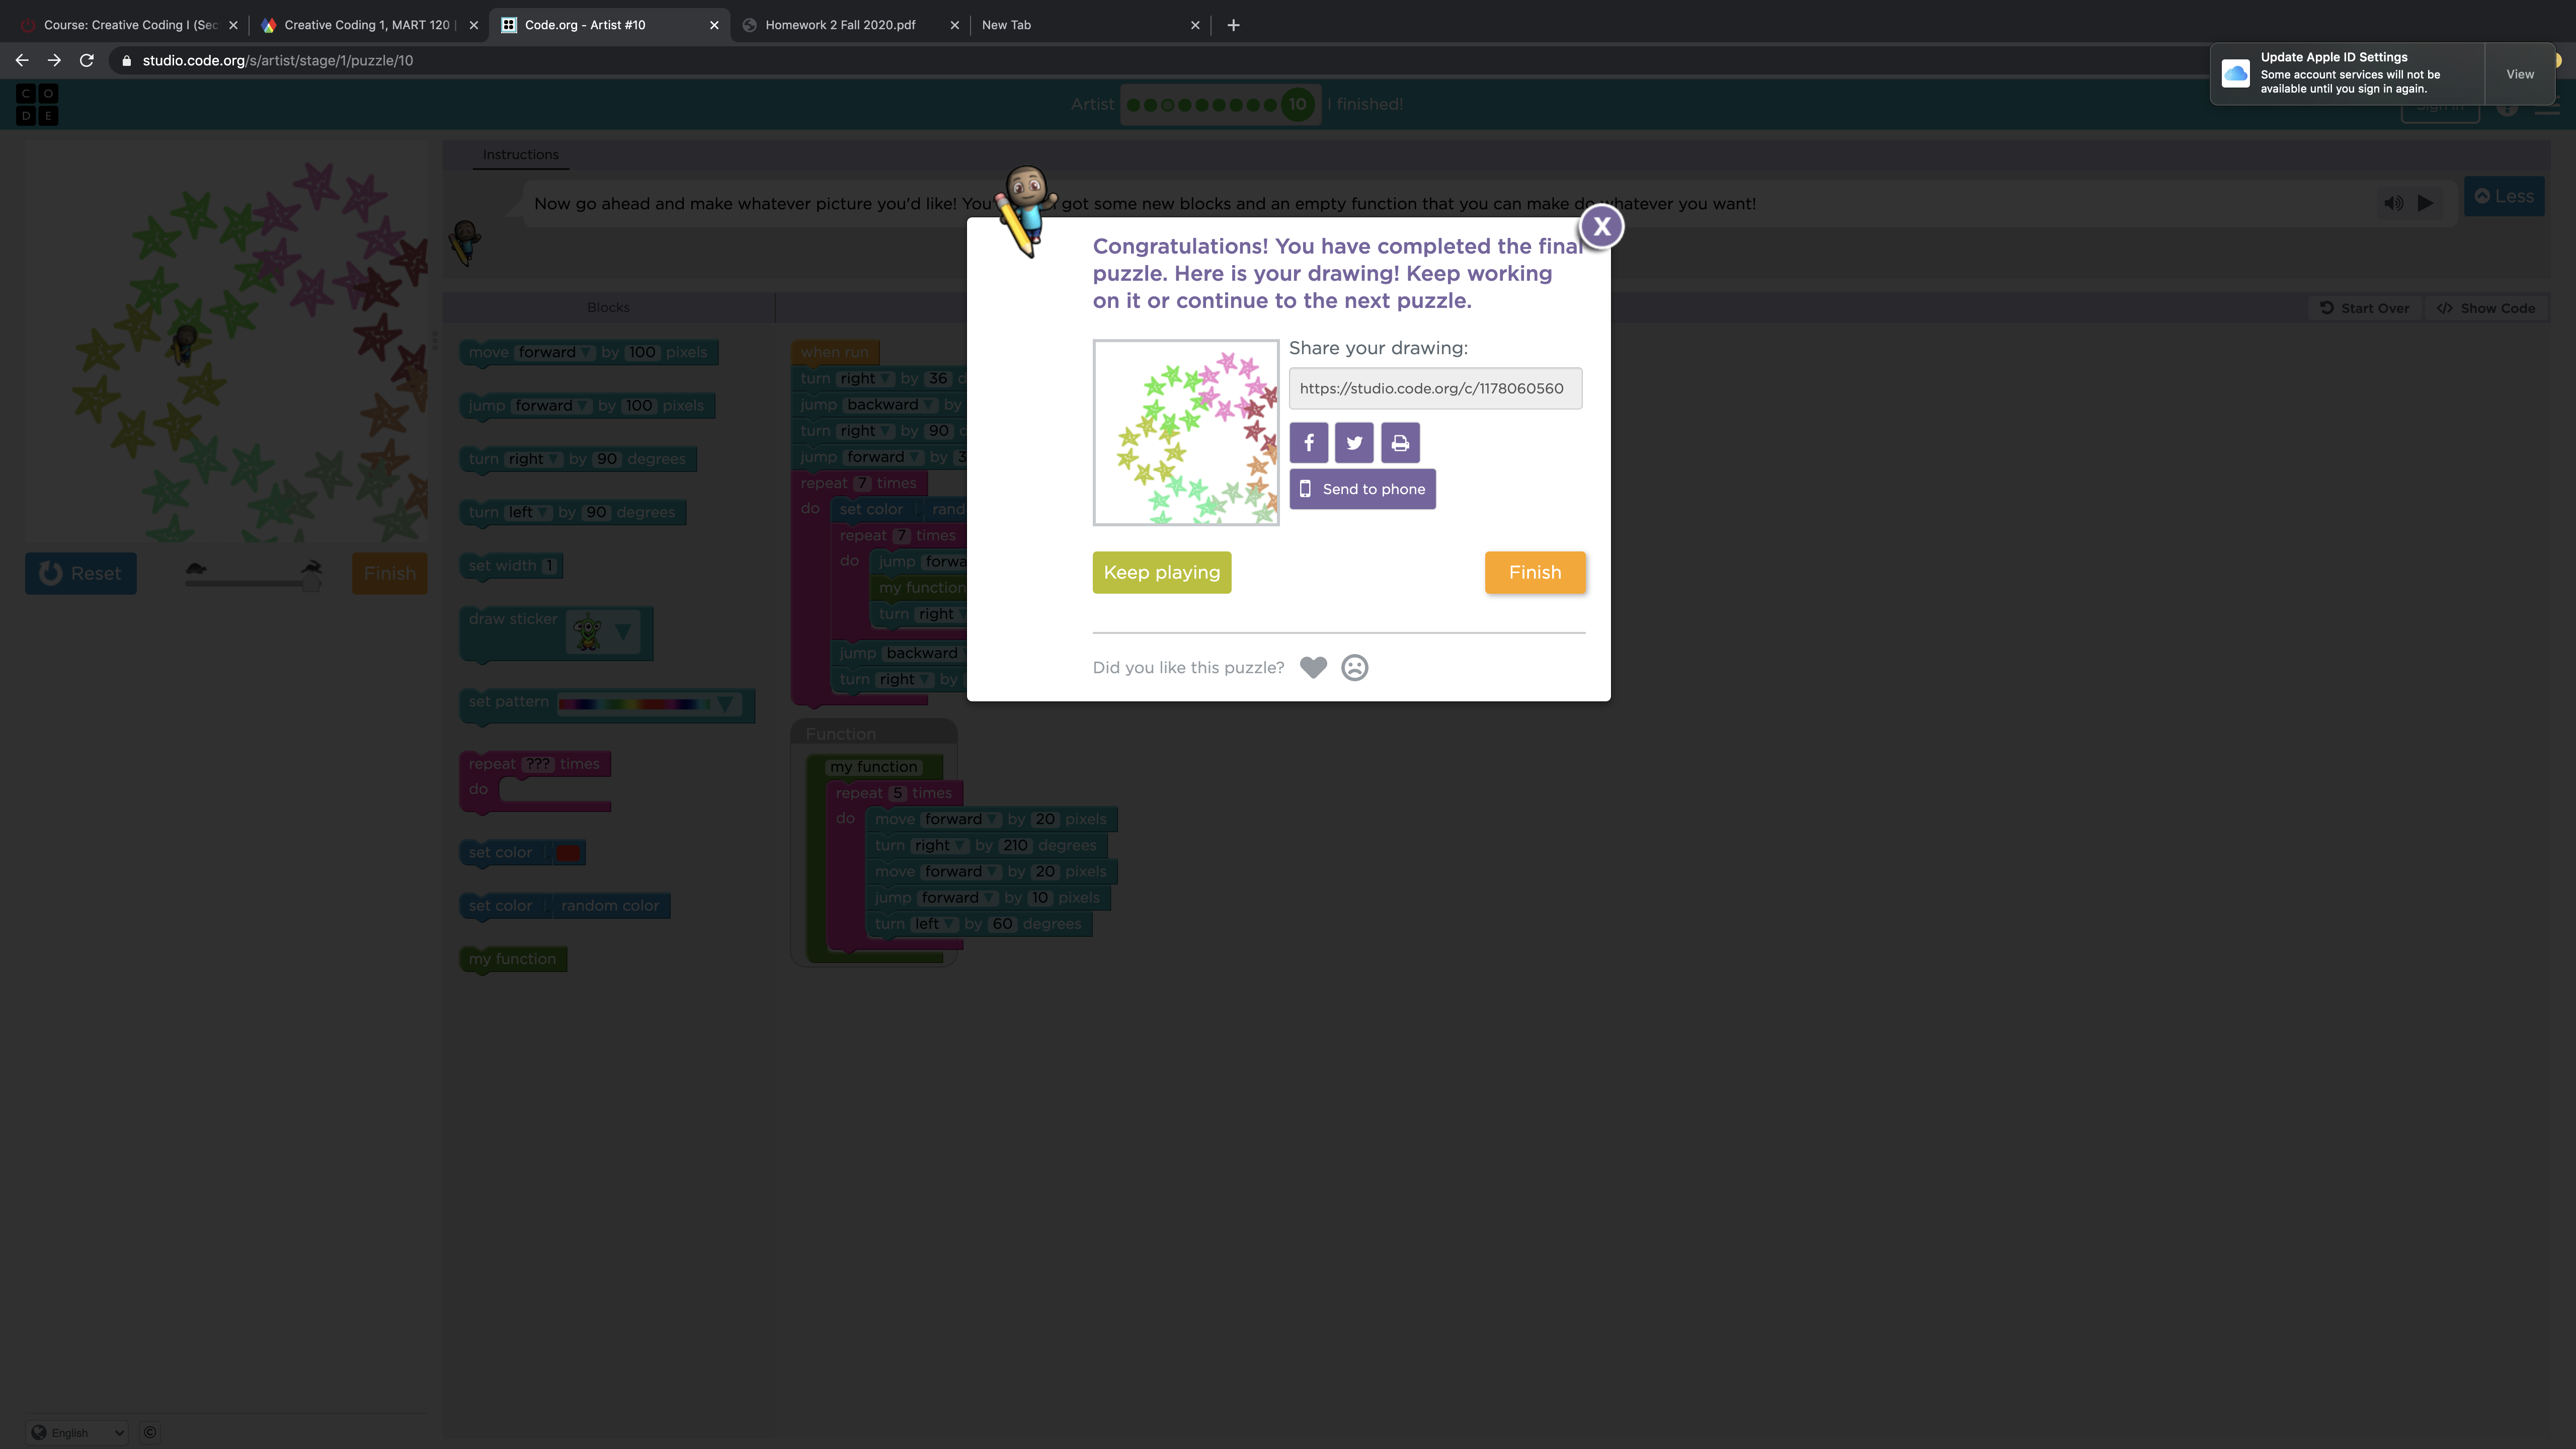 Course: Creative Coding I (Sec
Creative Coding 1, MART 120 |
Code.org - Artist #10
Homework 2 Fall 2020.pdf
New Tab
studio.code.org/s/artist/stage/1/puzzle/10
Update Apple ID Settings
Some account services will not be
available until you sign in again.
View
C O
D E
Artist
10
I finished!
Sign in
Instructions
Now go ahead and make whatever picture you'd like! You' got some new blocks and an empty function that you can make do whatever you want!
Less
Blocks
Start Over
Show Code
Congratulations! You have completed the final
puzzle. Here is your drawing! Keep working
on it or continue to the next puzzle.
Share your drawing:
https://studio.code.org/c/1178060560
Send to phone
Keep playing
Finish
Did you like this puzzle?
Reset
Finish
move forward by 100 pixels
jump forward by 100 pixels
turn right by 90 degrees
turn left by 90 degrees
set width 1
draw sticker
set pattern
repeat ??? times
do
set color
set color random color
my function
when run
turn right by 36 d
jump backward by
turn right by 90 d
jump forward by 3
repeat 7 times
do set color rand
repeat 7 times
do jump forwa
my function
turn right
jump backward
turn right by
Function
my function
repeat 5 times
do move forward by 20 pixels
turn right by 210 degrees
move forward by 20 pixels
jump forward by 10 pixels
turn left by 60 degrees
English
©